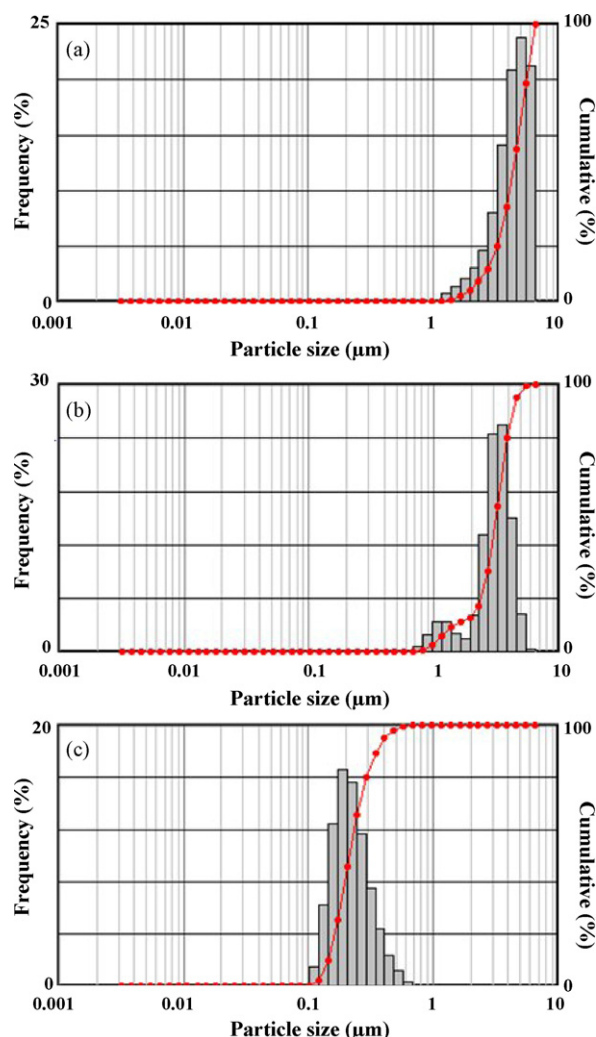 (a)
25
100
Frequency (%)
Cumulative (%)
0
0
0.001
0.01
0.1
1
10
Particle size (μm)
(b)
30
100
Frequency (%)
Cumulative (%)
0
0
0.001
0.01
0.1
1
10
Particle size (μm)
(c)
20
100
Frequency (%)
Cumulative (%)
0
0
0.001
0.01
0.1
1
10
Particle size (μm)